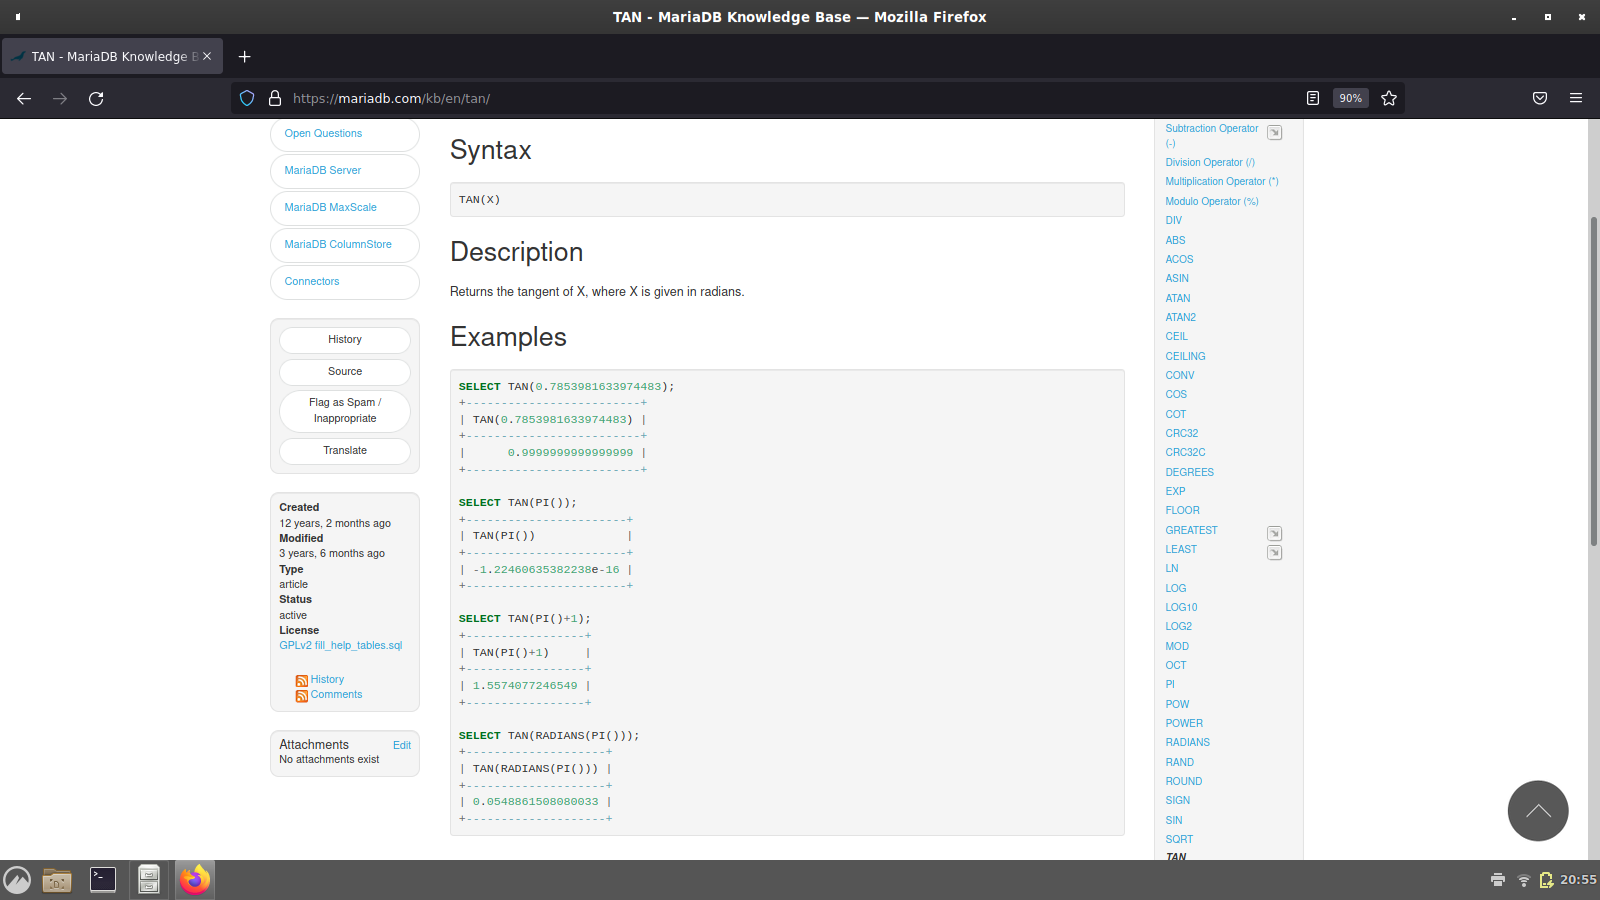 TAN - MariaDB Knowledge Base — Mozilla Firefox
TAN - MariaDB Knowledge B
https://mariadb.com/kb/en/tan/
90%
Open Questions
MariaDB Server
MariaDB MaxScale
MariaDB ColumnStore
Connectors
History
Source
Flag as Spam /
Inappropriate
Translate
Created
12 years, 2 months ago
Modified
3 years, 6 months ago
Type
article
Status
active
License
GPLv2 fill_help_tables.sql
History
Comments
Attachments Edit
No attachments exist
Syntax
TAN(X)
Description
Returns the tangent of X, where X is given in radians.
Examples
SELECT TAN(0.7853981633974483);
+-------------------------+
| TAN(0.7853981633974483) |
+-------------------------+
|      0.9999999999999999 |
+-------------------------+
SELECT TAN(PI());
+-----------------------+
| TAN(PI())             |
+-----------------------+
| -1.22460635382238e-16 |
+-----------------------+
SELECT TAN(PI()+1);
+-----------------+
| TAN(PI()+1)     |
+-----------------+
| 1.5574077246549 |
+-----------------+
SELECT TAN(RADIANS(PI()));
+--------------------+
| TAN(RADIANS(PI())) |
+--------------------+
| 0.0548861508080033 |
+--------------------+
Subtraction Operator
(-)
Division Operator (/)
Multiplication Operator (*)
Modulo Operator (%)
DIV
ABS
ACOS
ASIN
ATAN
ATAN2
CEIL
CEILING
CONV
COS
COT
CRC32
CRC32C
DEGREES
EXP
FLOOR
GREATEST
LEAST
LN
LOG
LOG10
LOG2
MOD
OCT
PI
POW
POWER
RADIANS
RAND
ROUND
SIGN
SIN
SQRT
TAN
20:55